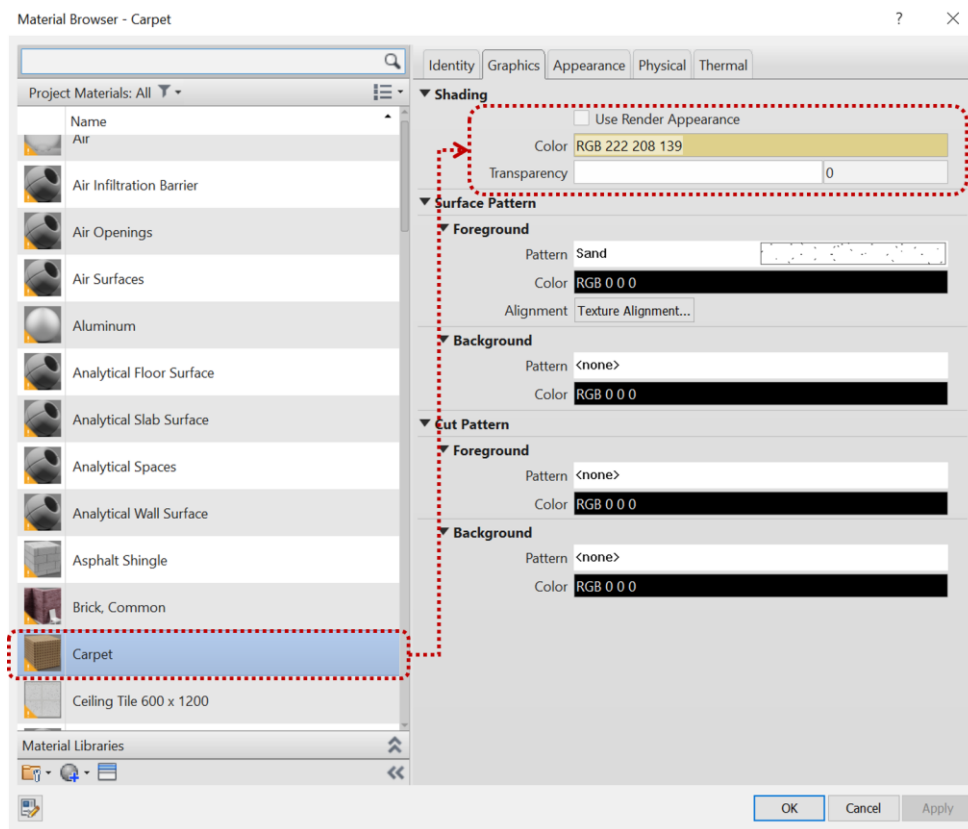 Material Browser - Carpet
?
Project Materials: All
Name
Air
Air Infiltration Barrier
Air Openings
Air Surfaces
Aluminum
Analytical Floor Surface
Analytical Slab Surface
Analytical Spaces
Analytical Wall Surface
Asphalt Shingle
Brick, Common
Carpet
Ceiling Tile 600 x 1200
Material Libraries
Identity Graphics Appearance Physical Thermal
Shading
Use Render Appearance
Color RGB 222 208 139
Transparency 0
Surface Pattern
Foreground
Pattern Sand
Color RGB 0 0 0
Alignment Texture Alignment...
Background
Pattern <none>
Color RGB 0 0 0
Cut Pattern
Foreground
Pattern <none>
Color RGB 0 0 0
Background
Pattern <none>
Color RGB 0 0 0
OK Cancel Apply